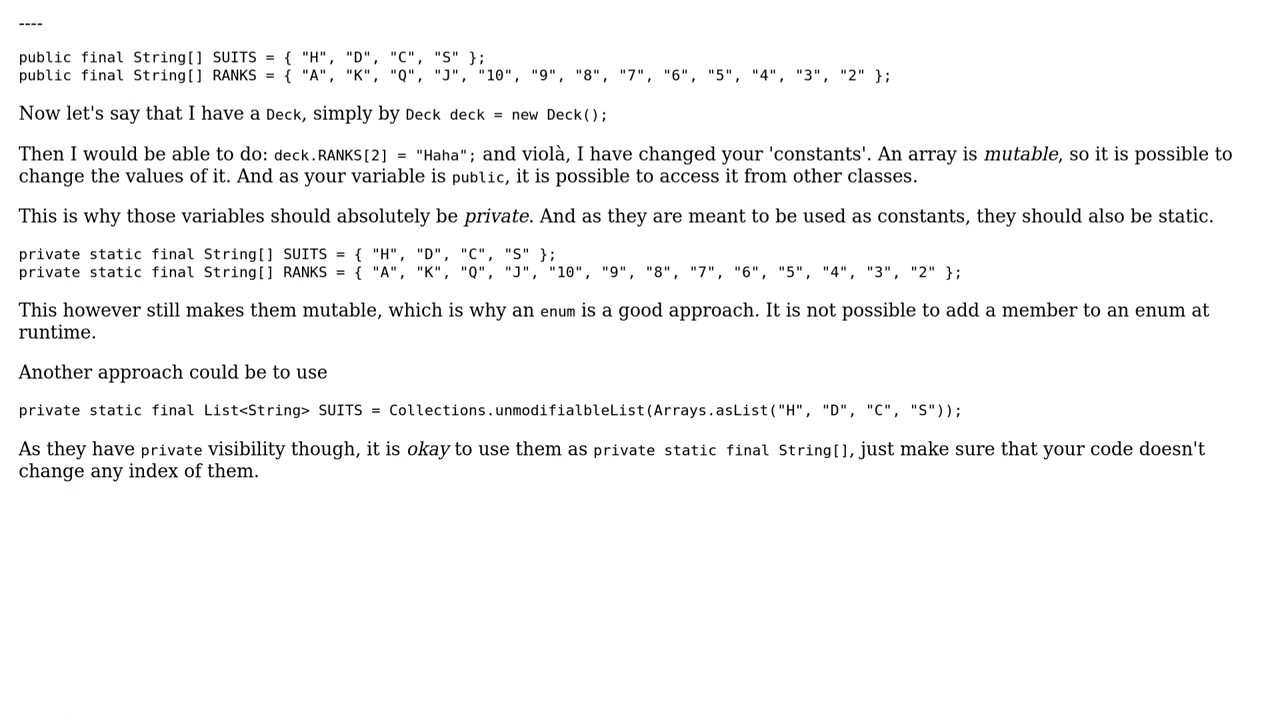 ----
public final String[] SUITS = { "H", "D", "C", "S" };
public final String[] RANKS = { "A", "K", "Q", "J", "10", "9", "8", "7", "6", "5", "4", "3", "2" };
Now let's say that I have a Deck, simply by Deck deck = new Deck();
Then I would be able to do: deck.RANKS[2] = "Haha"; and violà, I have changed your 'constants'. An array is mutable, so it is possible to
change the values of it. And as your variable is public, it is possible to access it from other classes.
This is why those variables should absolutely be private. And as they are meant to be used as constants, they should also be static.
private static final String[] SUITS = { "H", "D", "C", "S" };
private static final String[] RANKS = { "A", "K", "Q", "J", "10", "9", "8", "7", "6", "5", "4", "3", "2" };
This however still makes them mutable, which is why an enum is a good approach. It is not possible to add a member to an enum at
runtime.
Another approach could be to use
private static final List<String> SUITS = Collections.unmodifialbleList(Arrays.asList("H", "D", "C", "S"));
As they have private visibility though, it is okay to use them as private static final String[], just make sure that your code doesn't
change any index of them.